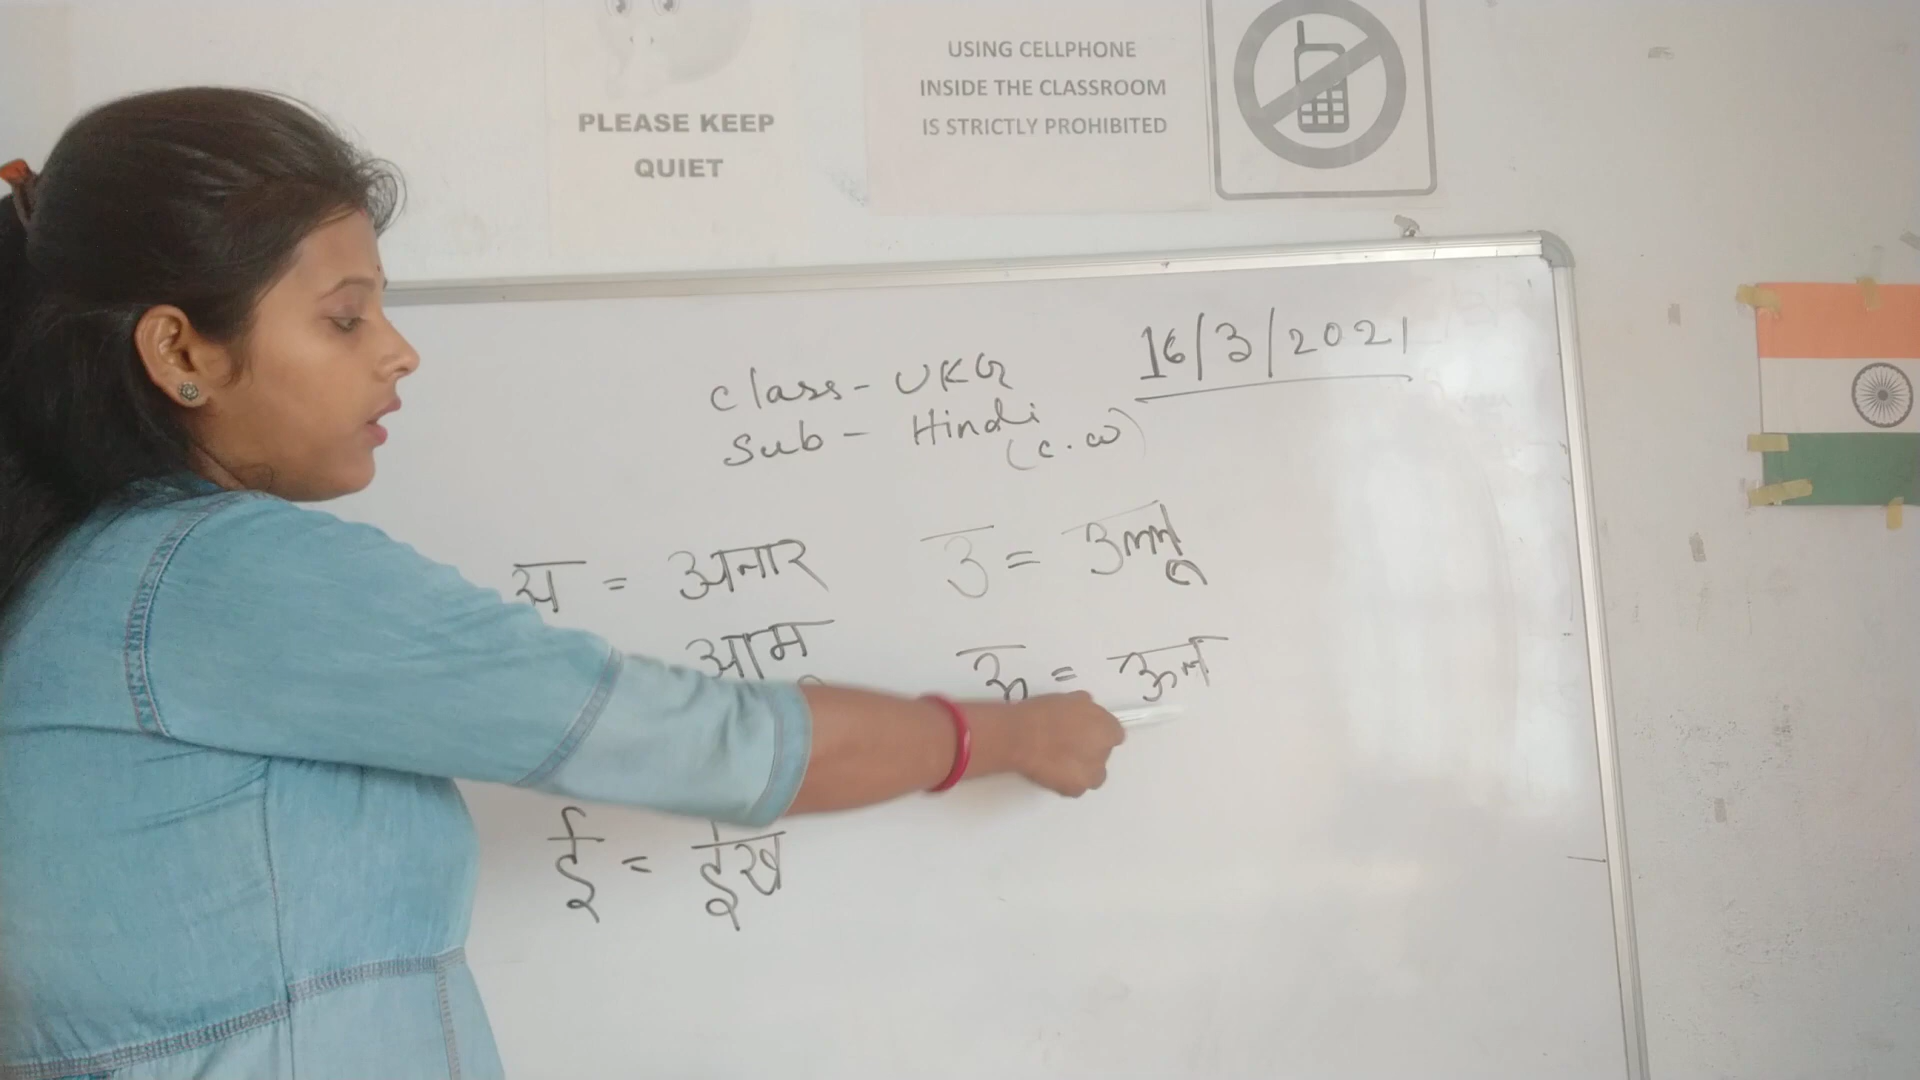 PLEASE KEEP
QUIET
USING CELLPHONE
INSIDE THE CLASSROOM
IS STRICTLY PROHIBITED
16/3/2021
Class - UKG
Sub - Hindi
(C.W)
अ = अनार
आम
ई = ईख
उ = उल्लू
ऊ = ऊन